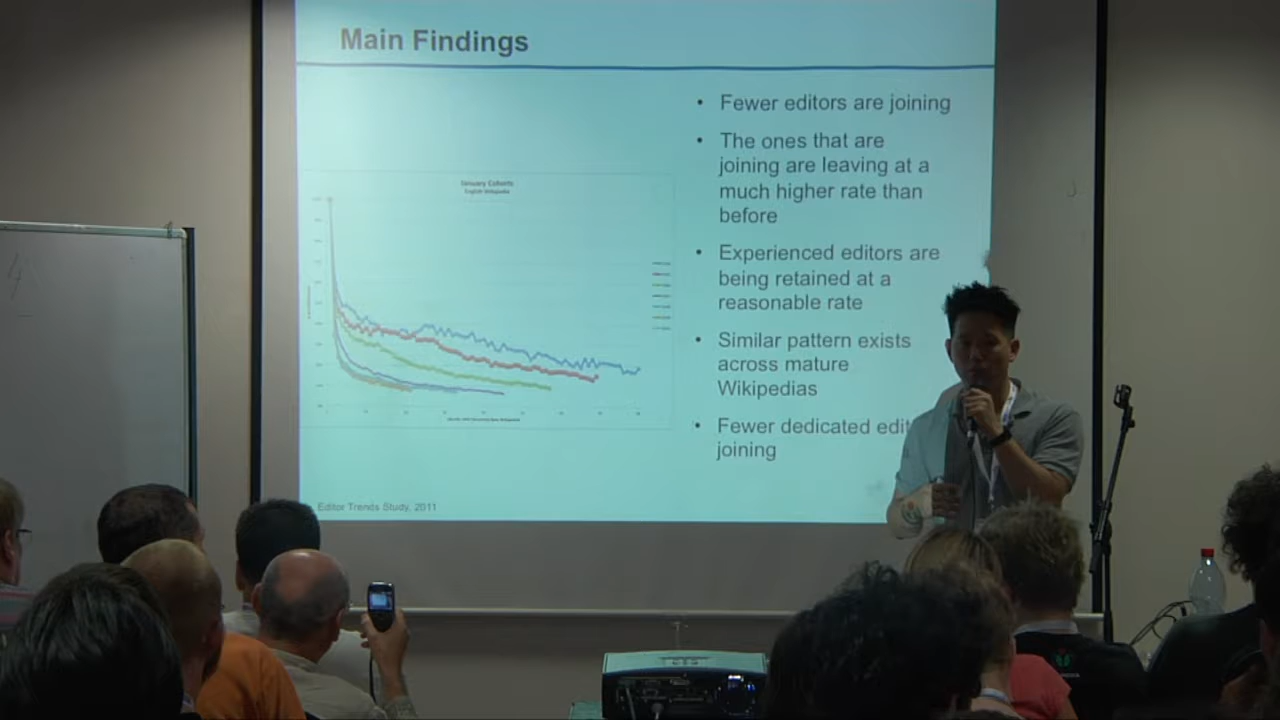 Main Findings
• Fewer editors are joining
• The ones that are
joining are leaving at a
much higher rate than
before
• Experienced editors are
being retained at a
reasonable rate
• Similar pattern exists
across mature
Wikipedias
• Fewer dedicated edit
joining
January Cohorts
English Wikipedia
Editor Trends Study, 2011